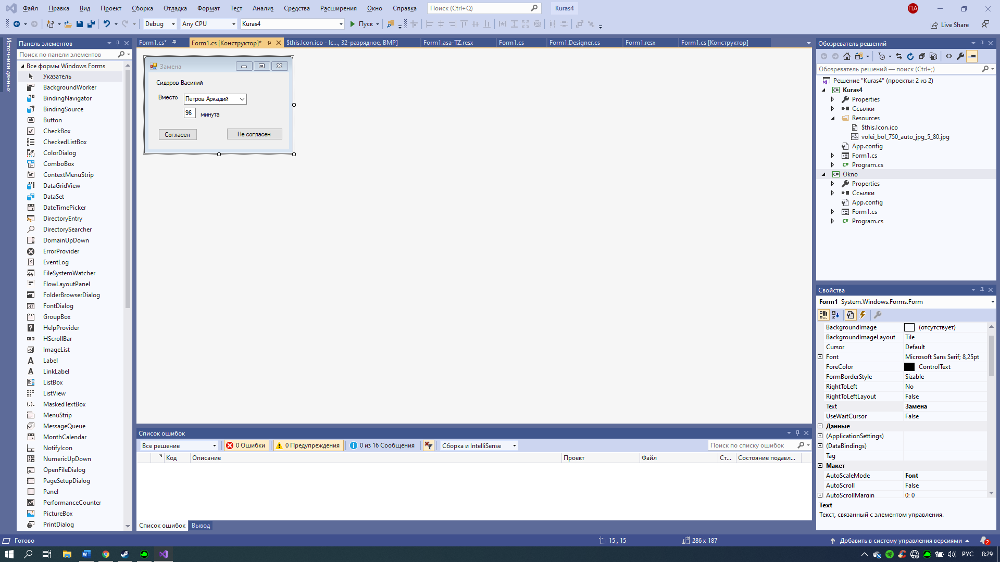 Файл Правка Вид Проект Сборка Отладка Формат Тест Анализ Средства Расширения Окно Справка Поиск (Ctrl+Q) Kuras4 ПА
Debug Any CPU Kuras4 Пуск Live Share
Источники данных
Панель элементов
Поиск по панели элементов
Все формы Windows Forms
Указатель
BackgroundWorker
BindingNavigator
BindingSource
Button
CheckBox
CheckedListBox
ColorDialog
ComboBox
ContextMenuStrip
DataGridView
DataSet
DateTimePicker
DirectoryEntry
DirectorySearcher
DomainUpDown
ErrorProvider
EventLog
FileSystemWatcher
FlowLayoutPanel
FolderBrowserDialog
FontDialog
GroupBox
HelpProvider
HScrollBar
ImageList
Label
LinkLabel
ListBox
ListView
MaskedTextBox
MenuStrip
MessageQueue
MonthCalendar
NotifyIcon
NumericUpDown
OpenFileDialog
PageSetupDialog
Panel
PerformanceCounter
PictureBox
PrintDialog
Form1.cs* Form1.cs [Конструктор]* $this.Icon.ico - Ic..., 32-разрядное, BMP] Form1.asa-TZ.resx Form1.cs Form1.Designer.cs Form1.resx Form1.cs [Конструктор]
Замена
Сидоров Василий
Вместо Петров Аркадий
96 минута
Согласен Не согласен
Список ошибок
Все решение 0 Ошибки 0 Предупреждения 0 из 16 Сообщения Сборка и IntelliSense Поиск по списку ошибок
Код Описание Проект Файл Ст... Состояние подавл...
Список ошибок Вывод
Обозреватель решений
Обозреватель решений — поиск (Ctrl+;)
Решение "Kuras4" (проекты: 2 из 2)
Kuras4
Properties
Ссылки
Resources
$this.Icon.ico
volei_bol_750_auto_jpg_5_80.jpg
App.config
Form1.cs
Program.cs
Okno
Properties
Ссылки
App.config
Form1.cs
Program.cs
Свойства
Form1 System.Windows.Forms.Form
BackgroundImage (отсутствует)
BackgroundImageLayout Tile
Cursor Default
Font Microsoft Sans Serif; 8,25pt
ForeColor ControlText
FormBorderStyle Sizable
RightToLeft No
RightToLeftLayout False
Text Замена
UseWaitCursor False
Данные
(ApplicationSettings)
(DataBindings)
Tag
Макет
AutoScaleMode Font
AutoScroll False
AutoScrollMargin 0; 0
Text
Текст, связанный с элементом управления.
Готово 15 , 15 286 x 187 Добавить в систему управления версиями 2
РУС 8:29